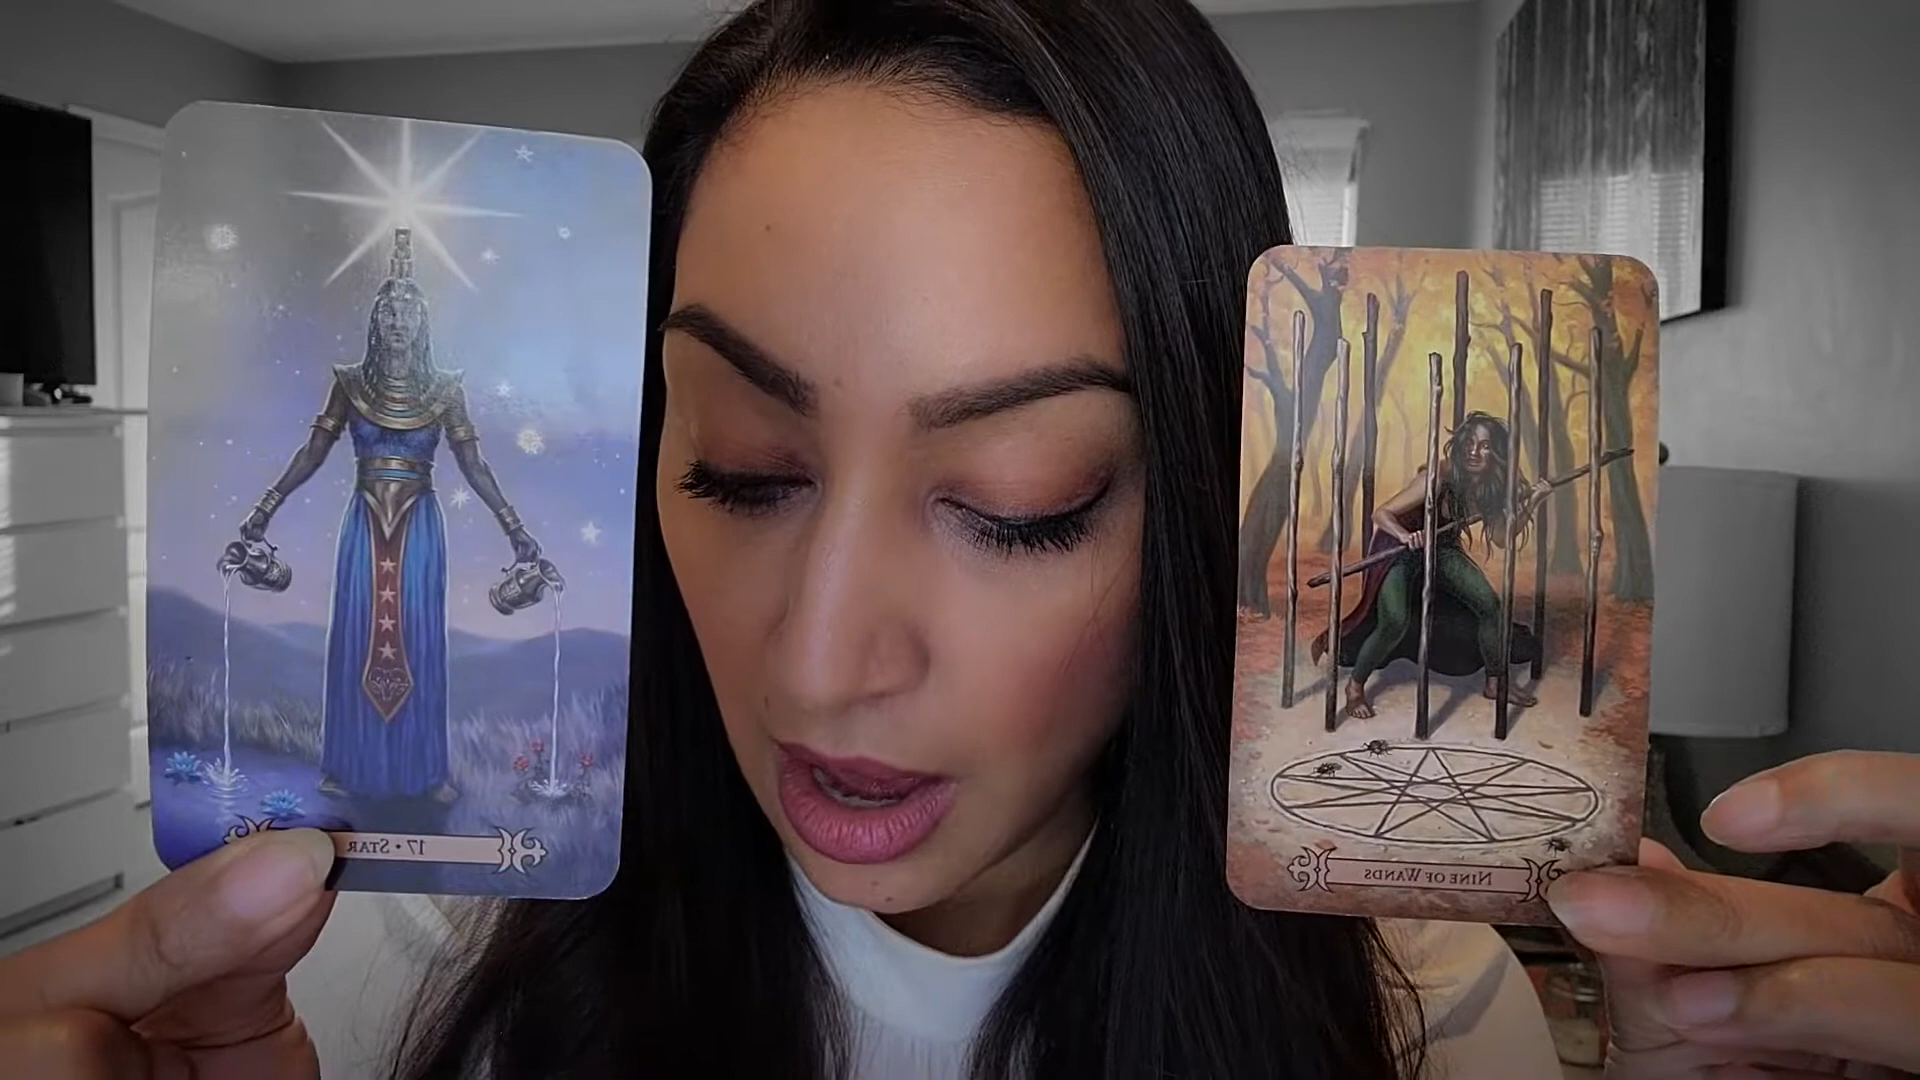 17 • STAR
NINE OF WANDS